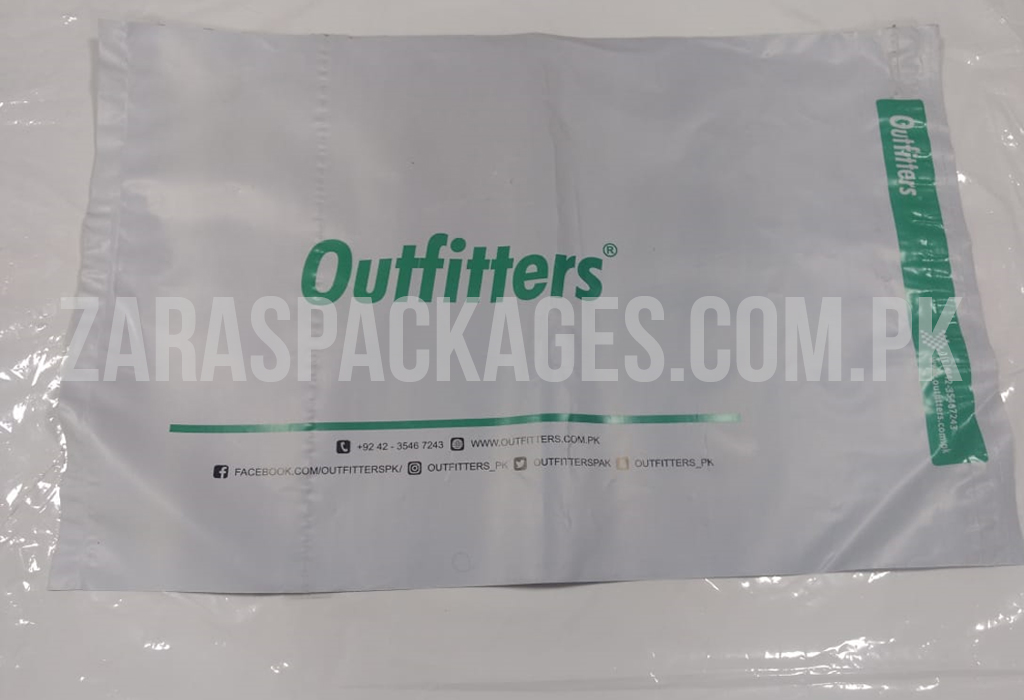 Outfitters®
ZARASPACKAGES.COM.PK
+92 42 - 3546 7243 WWW.OUTFITTERS.COM.PK
FACEBOOK.COM/OUTFITTERSPK/ OUTFITTERS_PK OUTFITTERSPAK OUTFITTERS_PK
Outfitters